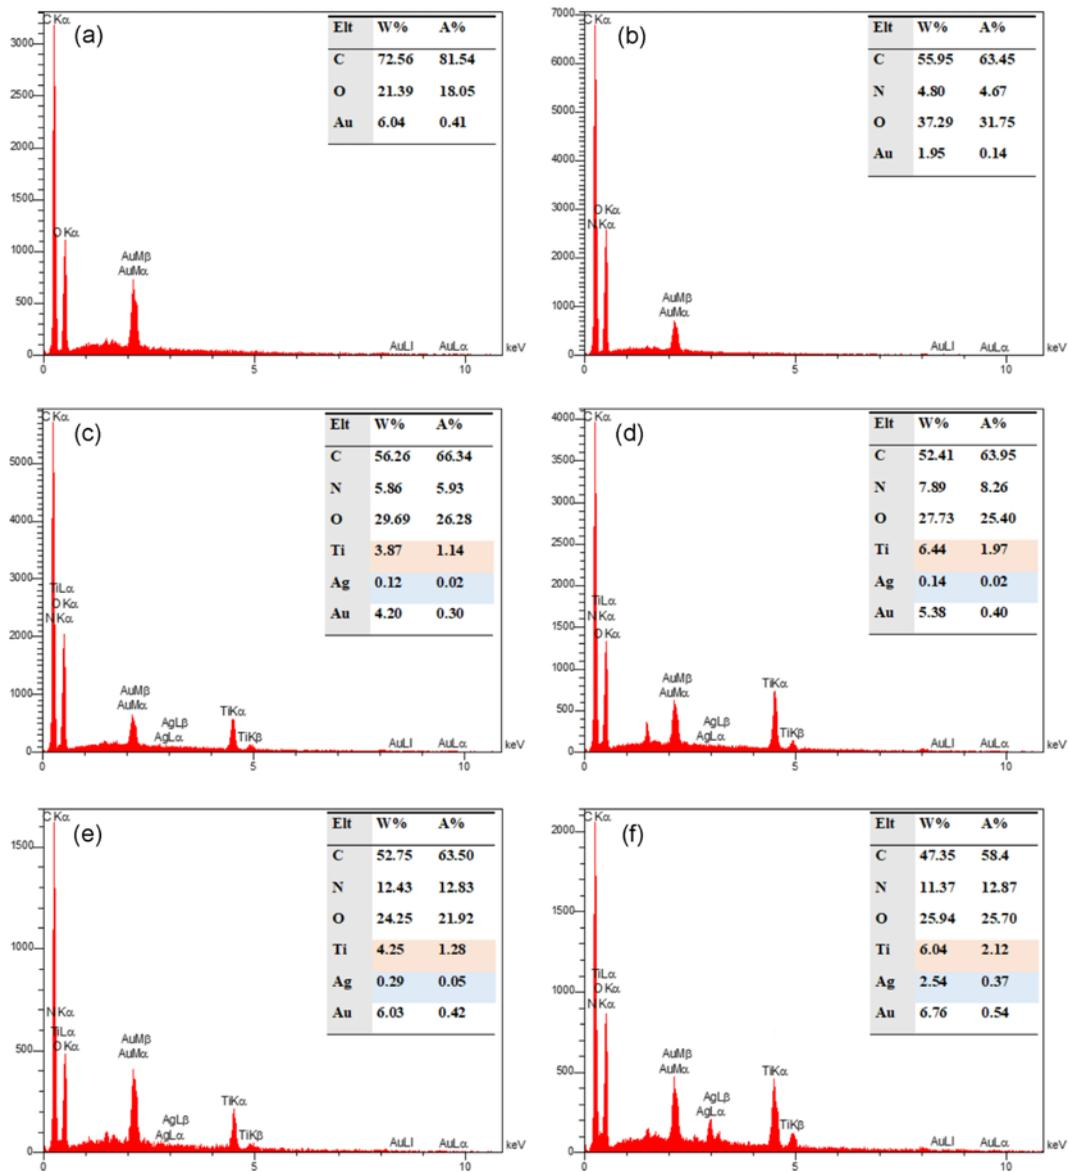 (a)
C Kα
O Kα
AuMβ
AuMα
AuLl
AuLα
keV
3000
2500
2000
1500
1000
500
0
0 5 10
Elt W% A%
C 72.56 81.54
O 21.39 18.05
Au 6.04 0.41
(b)
C Kα
O Kα
N Kα
AuMβ
AuMα
AuLl
AuLα
keV
7000
6000
5000
4000
3000
2000
1000
0
0 5 10
Elt W% A%
C 55.95 63.45
N 4.80 4.67
O 37.29 31.75
Au 1.95 0.14
(c)
C Kα
TiLα
O Kα
N Kα
AuMβ
AuMα
AgLβ
AgLα
TiKα
TiKβ
AuLl
AuLα
keV
5000
4000
3000
2000
1000
0
0 5 10
Elt W% A%
C 56.26 66.34
N 5.86 5.93
O 29.69 26.28
Ti 3.87 1.14
Ag 0.12 0.02
Au 4.20 0.30
(d)
C Kα
TiLα
N Kα
O Kα
AuMβ
AuMα
AgLβ
AgLα
TiKα
TiKβ
AuLl
AuLα
keV
4000
3500
3000
2500
2000
1500
1000
500
0
0 5 10
Elt W% A%
C 52.41 63.95
N 7.89 8.26
O 27.73 25.40
Ti 6.44 1.97
Ag 0.14 0.02
Au 5.38 0.40
(e)
C Kα
N Kα
TiLα
O Kα
AuMβ
AuMα
AgLβ
AgLα
TiKα
TiKβ
AuLl
AuLα
keV
1500
1000
500
0
0 5 10
Elt W% A%
C 52.75 63.50
N 12.43 12.83
O 24.25 21.92
Ti 4.25 1.28
Ag 0.29 0.05
Au 6.03 0.42
(f)
C Kα
TiLα
O Kα
N Kα
AuMβ
AuMα
AgLβ
AgLα
TiKα
TiKβ
AuLl
AuLα
keV
2000
1500
1000
500
0
0 5 10
Elt W% A%
C 47.35 58.4
N 11.37 12.87
O 25.94 25.70
Ti 6.04 2.12
Ag 2.54 0.37
Au 6.76 0.54